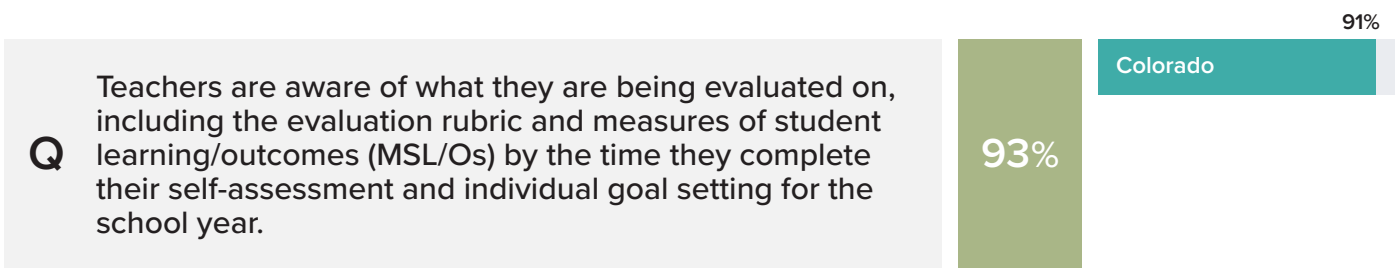 91%
Colorado
Teachers are aware of what they are being evaluated on,
including the evaluation rubric and measures of student
Q learning/outcomes (MSL/Os) by the time they complete
their self-assessment and individual goal setting for the
school year.
93%